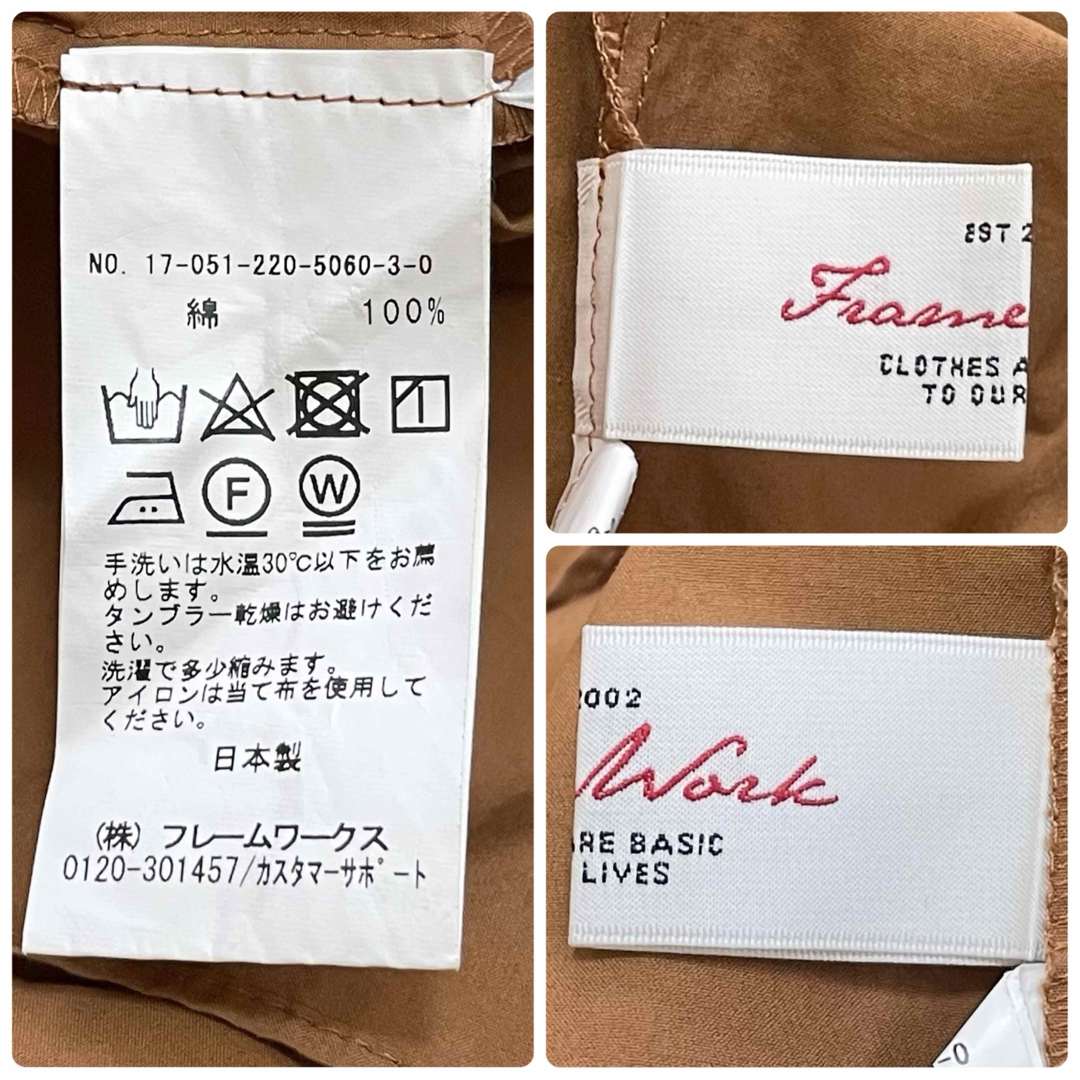 NO. 17-051-220-5060-3-0
綿 100%
F
W
手洗いは水温30℃以下をお薦
めします。
タンブラー乾燥はお避けくだ
さい。
洗濯で多少縮みます。
アイロンは当て布を使用して
ください。
日本製
(株) フレームワークス
0120-301457/カスタマーサポート
EST 2
Frame
CLOTHES A
TO OUR
2002
Work
ARE BASIC
LIVES
-0